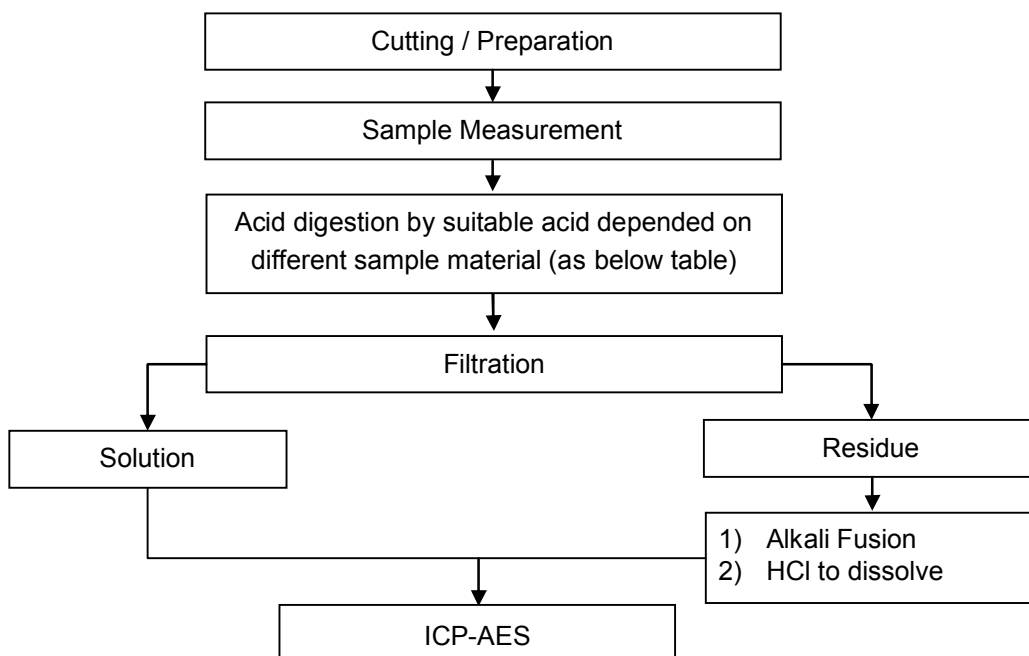 Cutting / Preparation
Sample Measurement
Acid digestion by suitable acid depended on
different sample material (as below table)
Filtration
Solution
Residue
1) Alkali Fusion
2) HCl to dissolve
ICP-AES